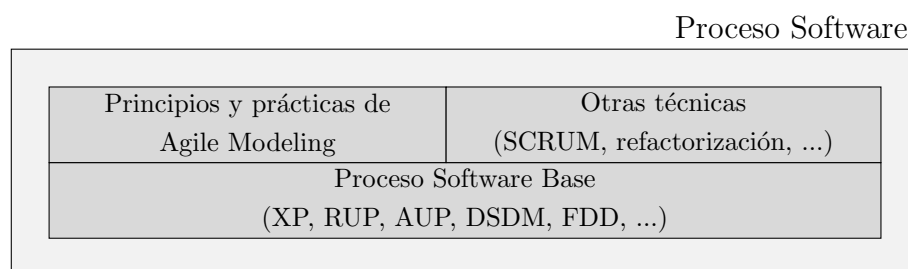 Proceso Software
Principios y prácticas de
Agile Modeling
Otras técnicas
(SCRUM, refactorización, ...)
Proceso Software Base
(XP, RUP, AUP, DSDM, FDD, ...)